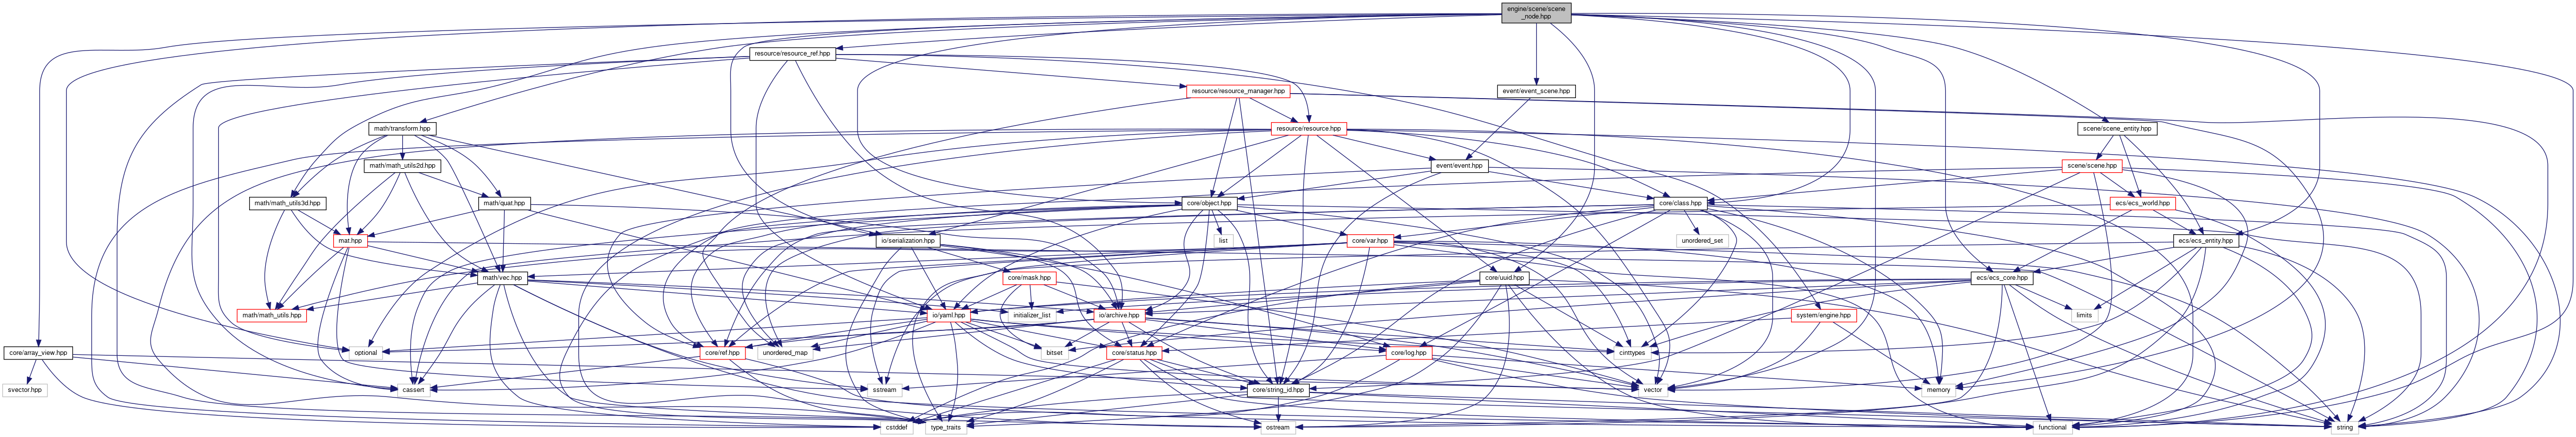 engine/scene/scene
_node.hpp
resource/resource_ref.hpp
resource/resource_manager.hpp
event/event_scene.hpp
math/transform.hpp
resource/resource.hpp
scene/scene_entity.hpp
math/math_utils2d.hpp
event/event.hpp
scene/scene.hpp
math/math_utils3d.hpp
math/quat.hpp
core/object.hpp
core/class.hpp
ecs/ecs_world.hpp
mat.hpp
io/serialization.hpp
list
core/var.hpp
unordered_set
ecs/ecs_entity.hpp
math/vec.hpp
core/mask.hpp
core/uuid.hpp
ecs/ecs_core.hpp
math/math_utils.hpp
io/yaml.hpp
initializer_list
io/archive.hpp
system/engine.hpp
limits
core/array_view.hpp
optional
core/ref.hpp
unordered_map
bitset
core/status.hpp
core/log.hpp
cinttypes
svector.hpp
cassert
sstream
core/string_id.hpp
vector
memory
cstddef
type_traits
ostream
functional
string